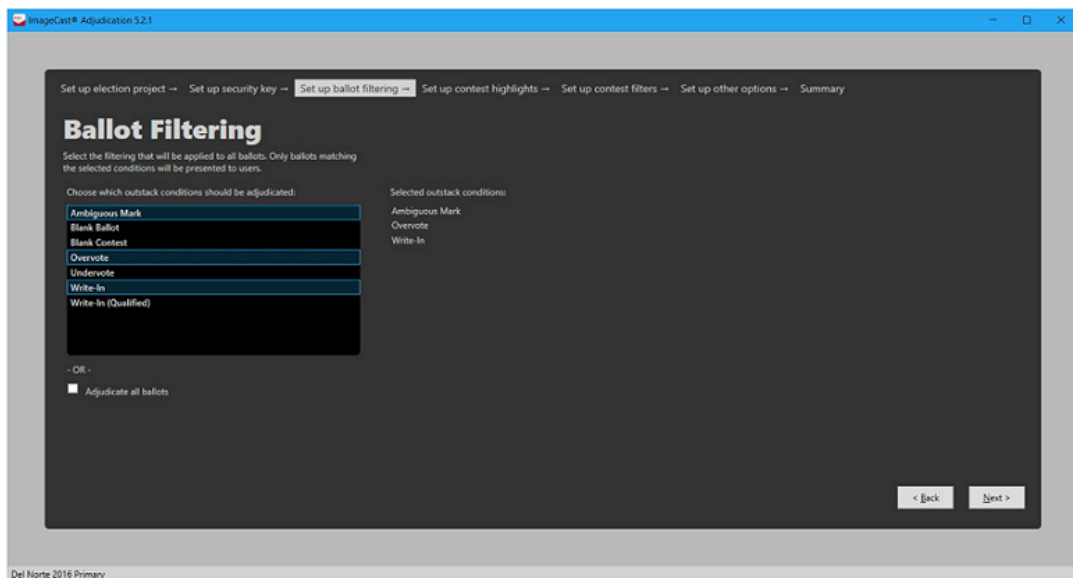 ImageCast® Adjudication 5.2.1
Set up election project → Set up security key → Set up ballot filtering → Set up contest highlights → Set up contest filters → Set up other options → Summary
Ballot Filtering
Select the filtering that will be applied to all ballots. Only ballots matching
the selected conditions will be presented to users.
Choose which outstack conditions should be adjudicated:
Ambiguous Mark
Blank Ballot
Blank Contest
Overvote
Undervote
Write-In
Write-In (Qualified)
- OR -
Adjudicate all ballots
Selected outstack conditions:
Ambiguous Mark
Overvote
Write-In
< Back
Next >
Del Norte 2016 Primary